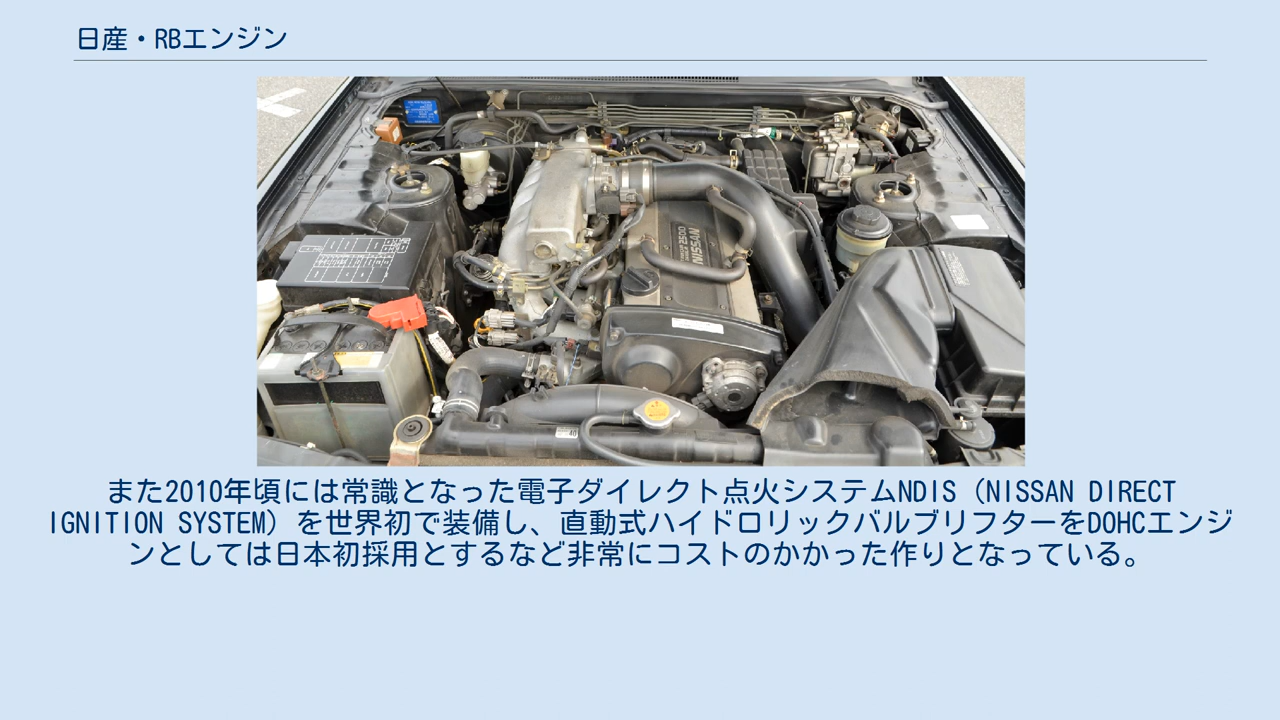 日産・RBエンジン
2500
NISSAN
また2010年頃には常識となった電子ダイレクト点火システムNDIS（NISSAN DIRECT
IGNITION SYSTEM）を世界初で装備し、直動式ハイドロリックバルブリフターをDOHCエンジ
ンとしては日本初採用とするなど非常にコストのかかった作りとなっている。